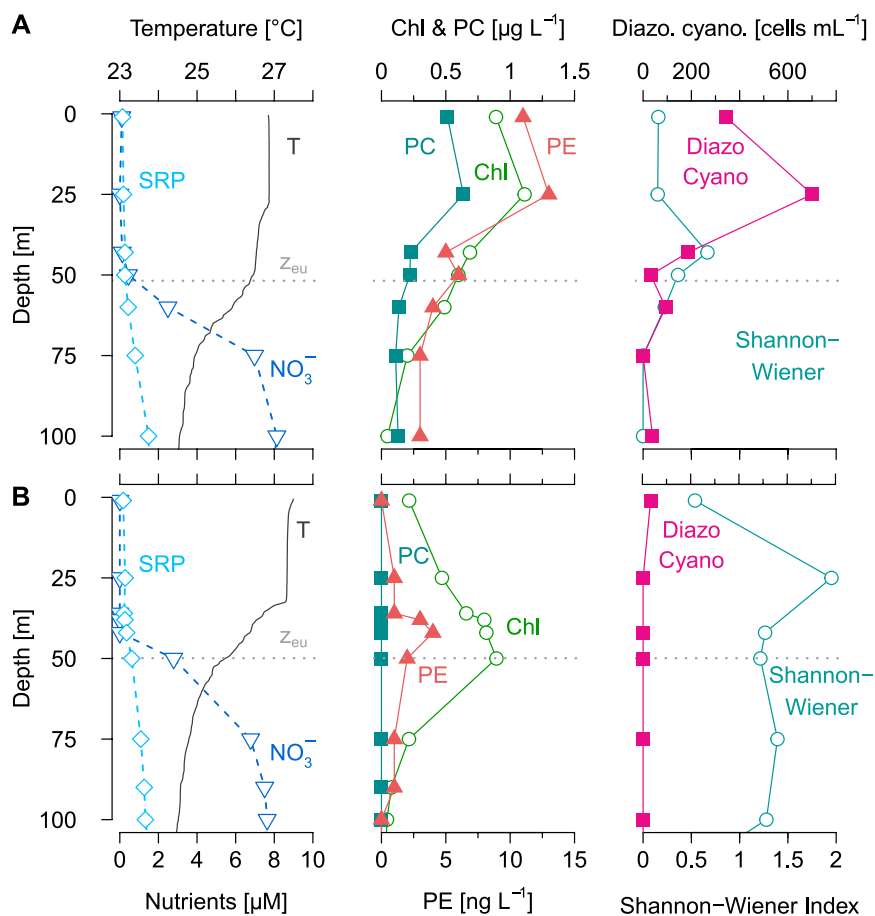 A
Temperature [°C]
Chl & PC [µg L⁻¹]
Diazo. cyano. [cells mL⁻¹]
23 25 27
0 0.5 1 1.5
0 200 600
0
25
50
75
100
Depth [m]
T
SRP
z_eu
NO₃⁻
PC
PE
Chl
Diazo
Cyano
Shannon−
Wiener
B
0
25
50
75
100
Depth [m]
T
SRP
z_eu
NO₃⁻
PC
Chl
PE
Diazo
Cyano
Shannon−
Wiener
0 2 4 6 8 10
0 5 10 15
0 0.5 1 1.5 2
Nutrients [µM]
PE [ng L⁻¹]
Shannon−Wiener Index